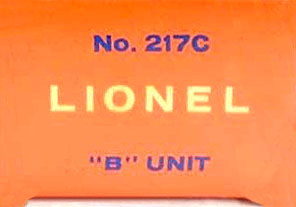 No. 217C
LIONEL
"B" UNIT